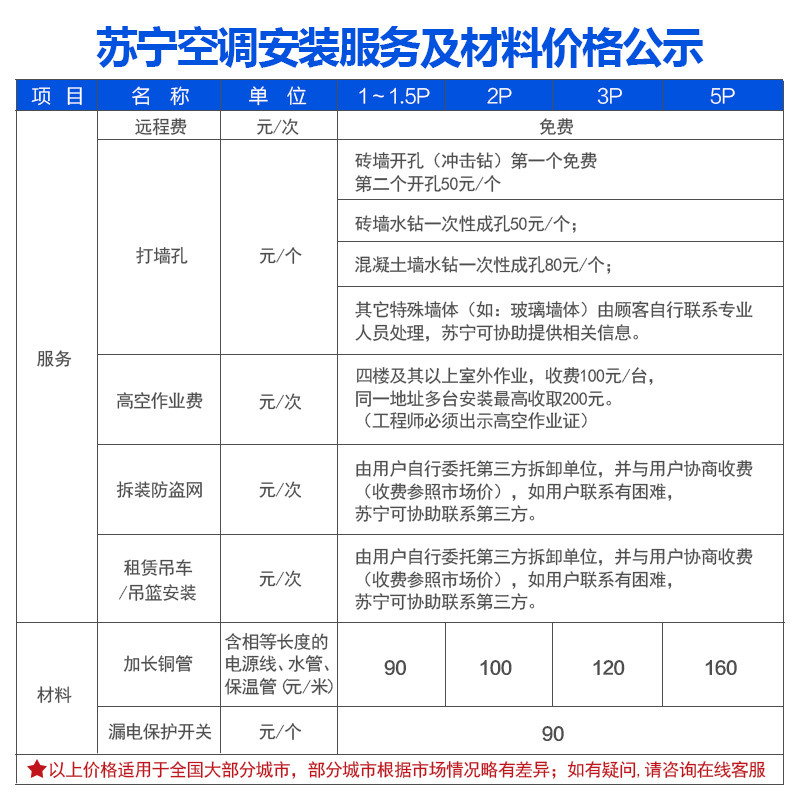 苏宁空调安装服务及材料价格公示
项 目 名 称 单 位 1~1.5P 2P 3P 5P
服务
远程费 元/次 免费
打墙孔 元/个
砖墙开孔（冲击钻）第一个免费
第二个开孔50元/个
砖墙水钻一次性成孔50元/个；
混凝土墙水钻一次性成孔80元/个；
其它特殊墙体（如：玻璃墙体）由顾客自行联系专业
人员处理，苏宁可协助提供相关信息。
高空作业费 元/次
四楼及其以上室外作业，收费100元/台，
同一地址多台安装最高收取200元。
（工程师必须出示高空作业证）
拆装防盗网 元/次
由用户自行委托第三方拆卸单位，并与用户协商收费
（收费参照市场价），如用户联系有困难，
苏宁可协助联系第三方。
租赁吊车
/吊篮安装
元/次
由用户自行委托第三方拆卸单位，并与用户协商收费
（收费参照市场价），如用户联系有困难，
苏宁可协助联系第三方。
材料
加长铜管
含相等长度的
电源线、水管、
保温管(元/米)
90 100 120 160
漏电保护开关 元/个 90
★以上价格适用于全国大部分城市，部分城市根据市场情况略有差异；如有疑问，请咨询在线客服